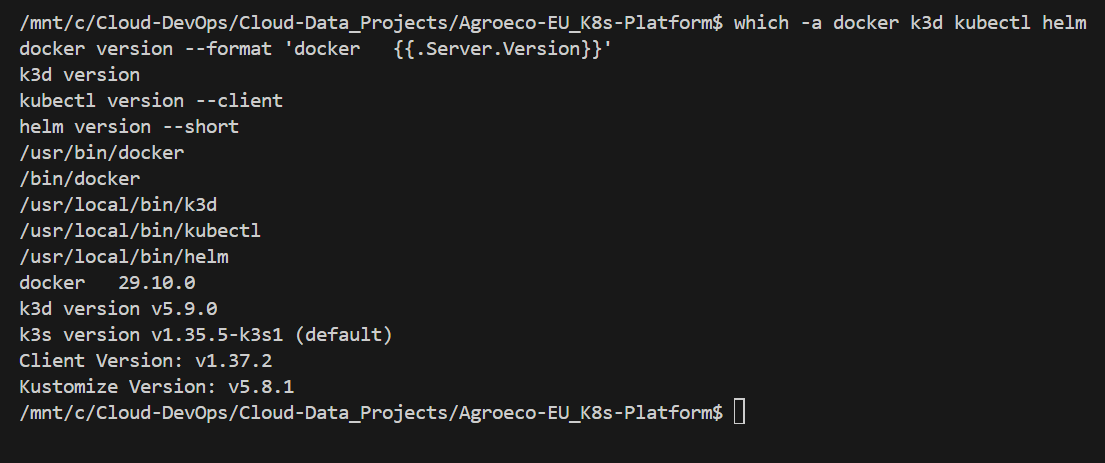 /mnt/c/Cloud-DevOps/Cloud-Data_Projects/Agroeco-EU_K8s-Platform$ which -a docker k3d kubectl helm
docker version --format 'docker   {{.Server.Version}}'
k3d version
kubectl version --client
helm version --short
/usr/bin/docker
/bin/docker
/usr/local/bin/k3d
/usr/local/bin/kubectl
/usr/local/bin/helm
docker   29.10.0
k3d version v5.9.0
k3s version v1.35.5-k3s1 (default)
Client Version: v1.37.2
Kustomize Version: v5.8.1
/mnt/c/Cloud-DevOps/Cloud-Data_Projects/Agroeco-EU_K8s-Platform$